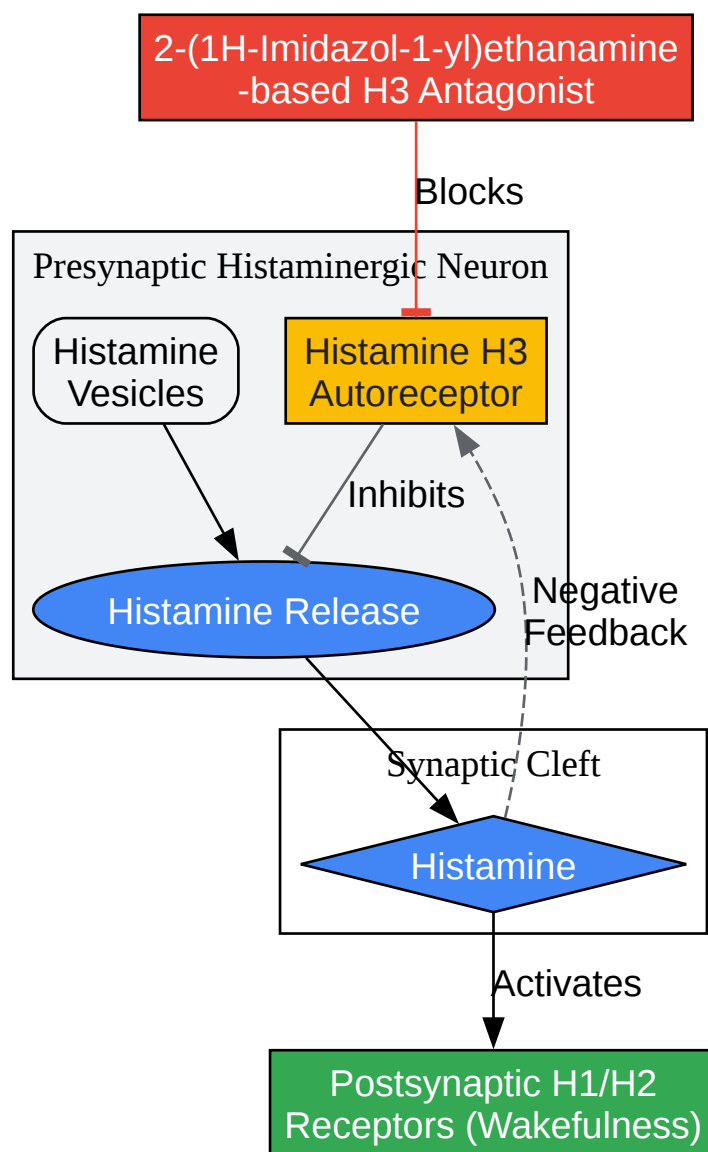 2-(1H-Imidazol-1-yl)ethanamine
-based H3 Antagonist
Blocks
Presynaptic Histaminergic Neuron
Histamine
Vesicles
Histamine H3
Autoreceptor
Inhibits
Histamine Release
Negative
Feedback
Synaptic Cleft
Histamine
Activates
Postsynaptic H1/H2
Receptors (Wakefulness)